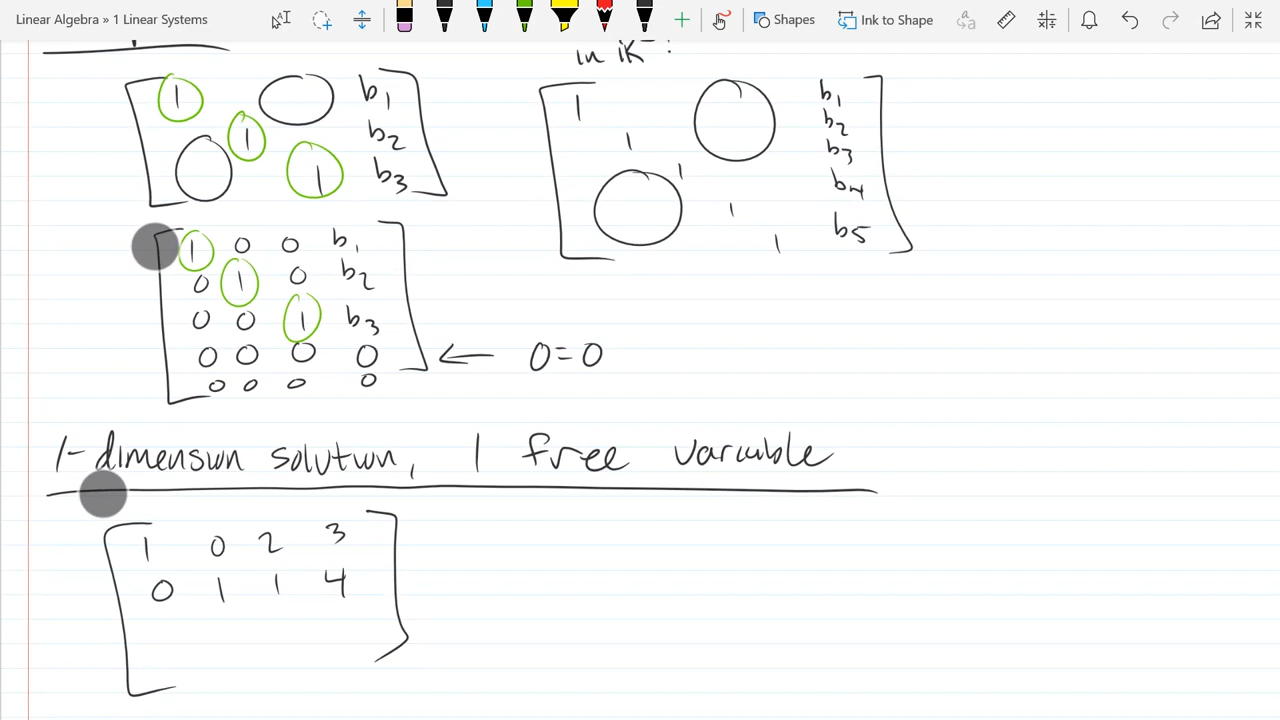 Linear Algebra » 1 Linear Systems
Shapes
Ink to Shape
1 b1
1 b2
1 b3
1 0 0 b1
0 1 0 b2
0 0 1 b3
0 0 0 0 ← 0=0
0 0 0 0
in
1 b1
1 b2
1 b3
1 b4
1 b5
1-dimension solution, 1 free variable
1 0 2 3
0 1 1 4